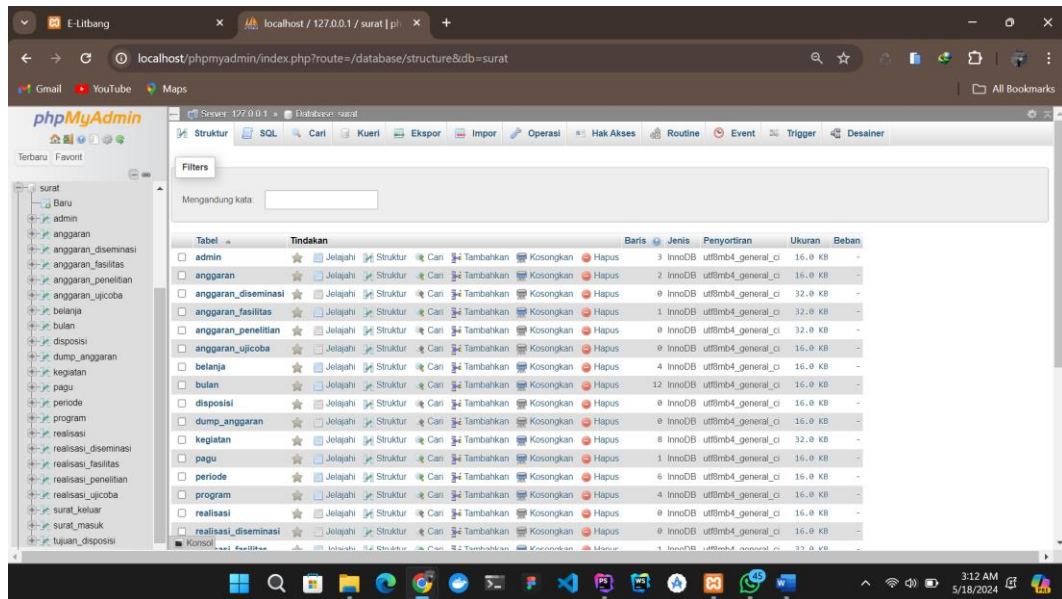 E-Litbang
localhost / 127.0.0.1 / surat | ph
localhost/phpmyadmin/index.php?route=/database/structure&db=surat
Gmail YouTube Maps All Bookmarks
phpMyAdmin
Terbaru Favorit
surat
Baru
admin
anggaran
anggaran_diseminasi
anggaran_fasilitas
anggaran_penelitian
anggaran_ujicoba
belanja
bulan
disposisi
dump_anggaran
kegiatan
pagu
periode
program
realisasi
realisasi_diseminasi
realisasi_fasilitas
realisasi_penelitian
realisasi_ujicoba
surat_keluar
surat_masuk
tujuan_disposisi
Server: 127.0.0.1 » Database: surat
Struktur SQL Cari Kueri Ekspor Impor Operasi Hak Akses Routine Event Trigger Desainer
Filters
Mengandung kata:
Tabel Tindakan Baris Jenis Penyortiran Ukuran Beban
admin Jelajahi Struktur Cari Tambahkan Kosongkan Hapus 3 InnoDB utf8mb4_general_ci 16.0 KB -
anggaran Jelajahi Struktur Cari Tambahkan Kosongkan Hapus 2 InnoDB utf8mb4_general_ci 16.0 KB -
anggaran_diseminasi Jelajahi Struktur Cari Tambahkan Kosongkan Hapus 0 InnoDB utf8mb4_general_ci 32.0 KB -
anggaran_fasilitas Jelajahi Struktur Cari Tambahkan Kosongkan Hapus 1 InnoDB utf8mb4_general_ci 32.0 KB -
anggaran_penelitian Jelajahi Struktur Cari Tambahkan Kosongkan Hapus 0 InnoDB utf8mb4_general_ci 32.0 KB -
anggaran_ujicoba Jelajahi Struktur Cari Tambahkan Kosongkan Hapus 0 InnoDB utf8mb4_general_ci 16.0 KB -
belanja Jelajahi Struktur Cari Tambahkan Kosongkan Hapus 4 InnoDB utf8mb4_general_ci 16.0 KB -
bulan Jelajahi Struktur Cari Tambahkan Kosongkan Hapus 12 InnoDB utf8mb4_general_ci 16.0 KB -
disposisi Jelajahi Struktur Cari Tambahkan Kosongkan Hapus 0 InnoDB utf8mb4_general_ci 16.0 KB -
dump_anggaran Jelajahi Struktur Cari Tambahkan Kosongkan Hapus 0 InnoDB utf8mb4_general_ci 16.0 KB -
kegiatan Jelajahi Struktur Cari Tambahkan Kosongkan Hapus 8 InnoDB utf8mb4_general_ci 32.0 KB -
pagu Jelajahi Struktur Cari Tambahkan Kosongkan Hapus 1 InnoDB utf8mb4_general_ci 16.0 KB -
periode Jelajahi Struktur Cari Tambahkan Kosongkan Hapus 6 InnoDB utf8mb4_general_ci 16.0 KB -
program Jelajahi Struktur Cari Tambahkan Kosongkan Hapus 4 InnoDB utf8mb4_general_ci 16.0 KB -
realisasi Jelajahi Struktur Cari Tambahkan Kosongkan Hapus 0 InnoDB utf8mb4_general_ci 16.0 KB -
realisasi_diseminasi Jelajahi Struktur Cari Tambahkan Kosongkan Hapus 0 InnoDB utf8mb4_general_ci 16.0 KB -
Konsol
45
3:12 AM
5/18/2024